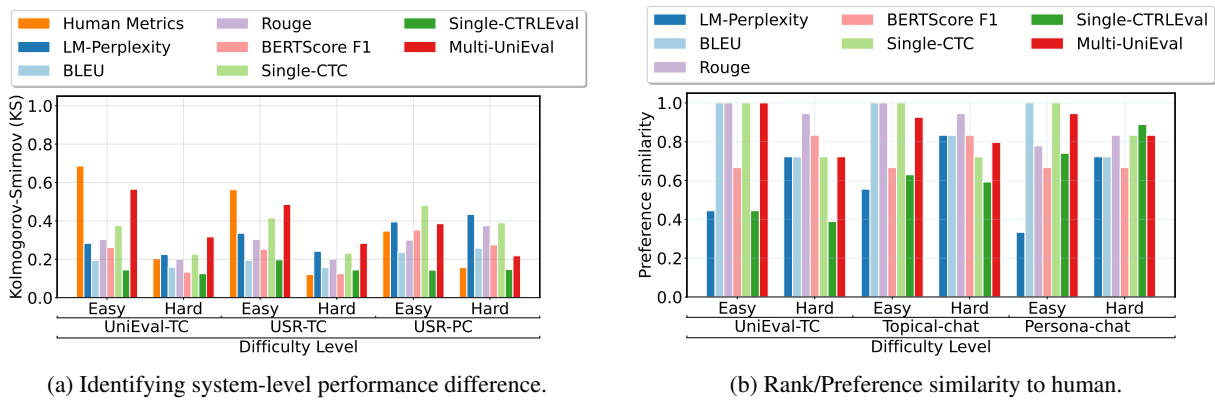 Human Metrics
LM-Perplexity
BLEU
Rouge
BERTScore F1
Single-CTC
Single-CTRLEval
Multi-UniEval
Kolmogorov-Smirnov (KS)
1.0
0.8
0.6
0.4
0.2
0.0
Easy Hard Easy Hard Easy Hard
UniEval-TC USR-TC USR-PC
Difficulty Level
(a) Identifying system-level performance difference.
LM-Perplexity
BLEU
Rouge
BERTScore F1
Single-CTC
Single-CTRLEval
Multi-UniEval
Preference similarity
1.0
0.8
0.6
0.4
0.2
0.0
Easy Hard Easy Hard Easy Hard
UniEval-TC Topical-chat Persona-chat
Difficulty Level
(b) Rank/Preference similarity to human.